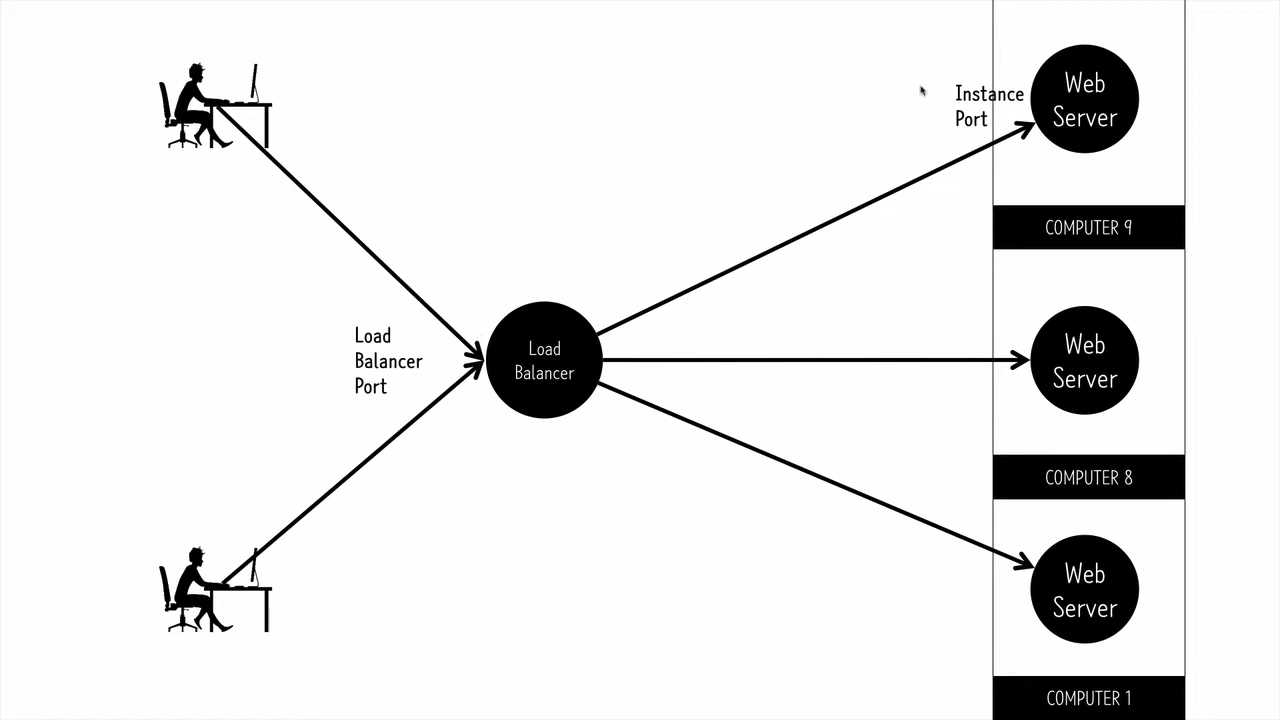 Instance
Port
Web
Server
COMPUTER 9
Load
Balancer
Port
Load
Balancer
Web
Server
COMPUTER 8
Web
Server
COMPUTER 1